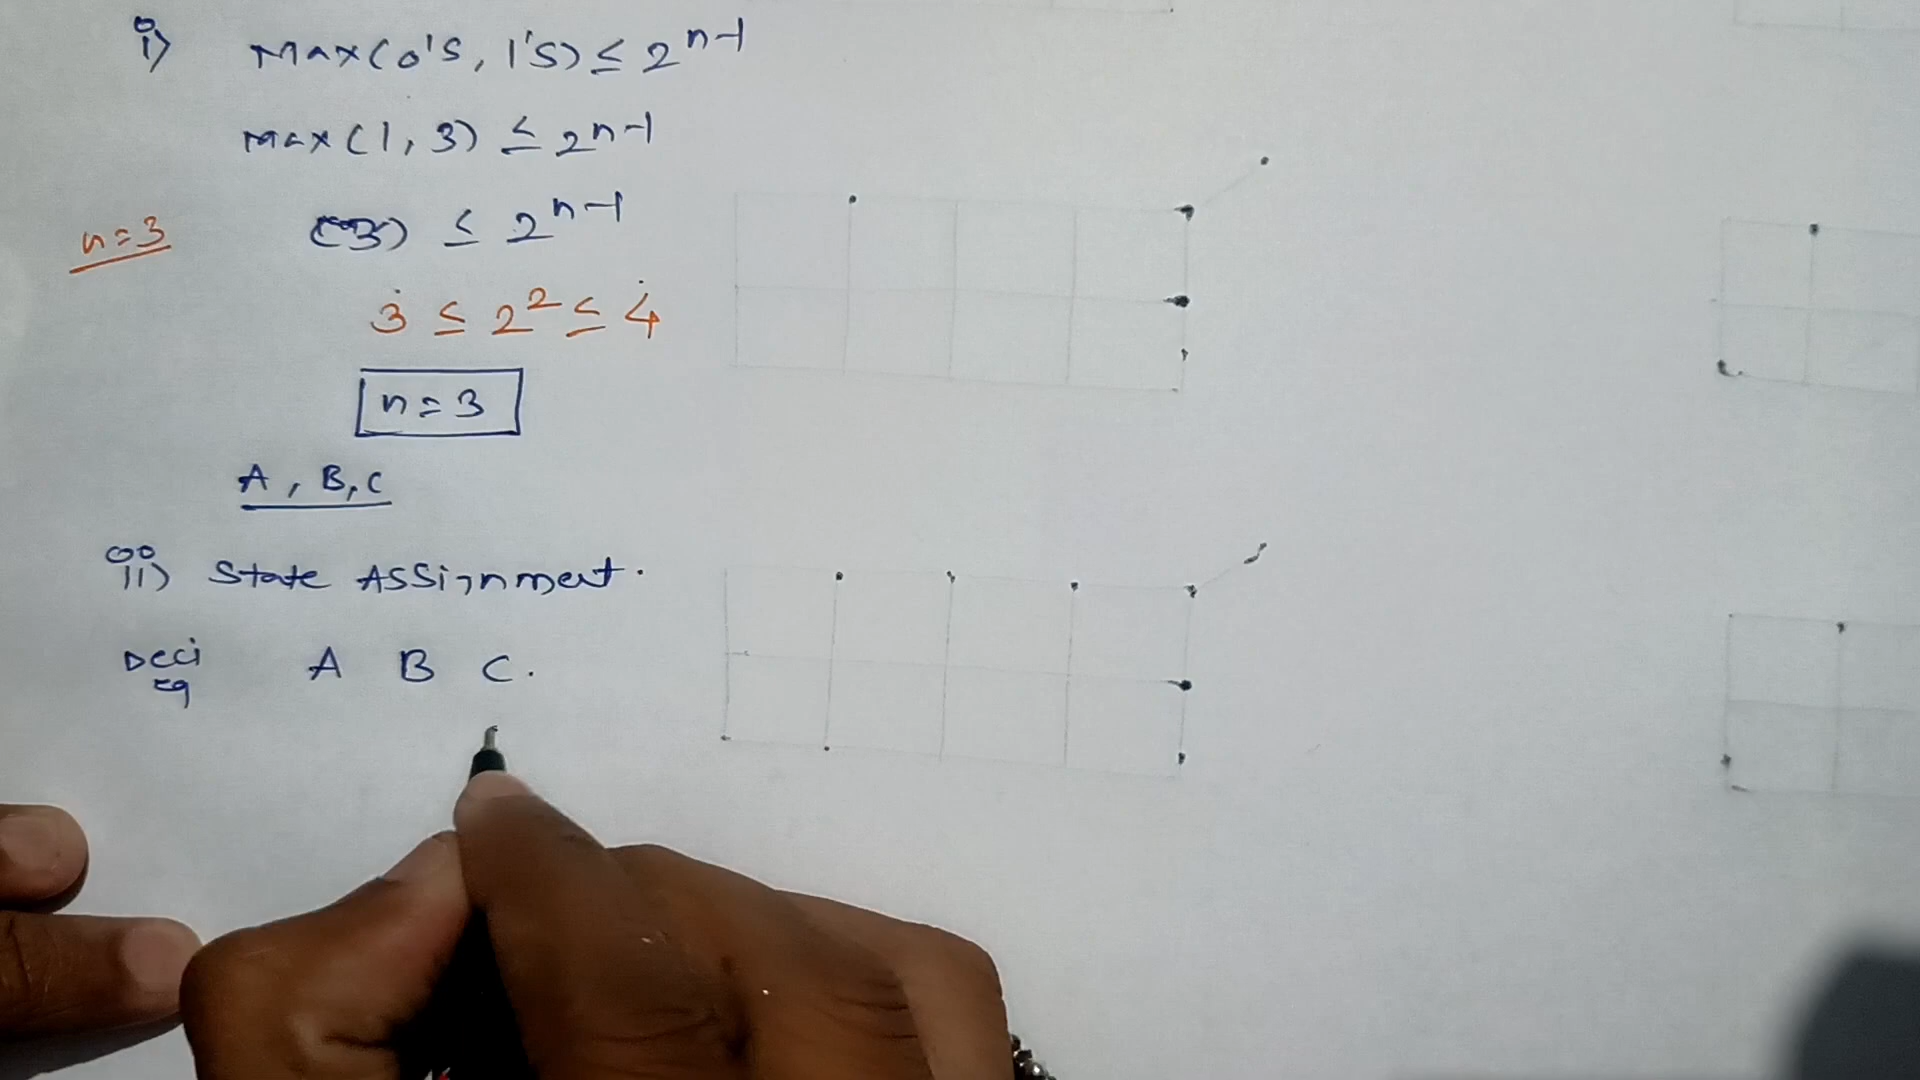 i) Max(0's, 1's) ≤ 2^n-1
Max(1, 3) ≤ 2^n-1
n=3 (3) ≤ 2^n-1
3 ≤ 2^2 ≤ 4
n=3
A, B, C
ii) State Assignment.
Deci A B C.
Eq